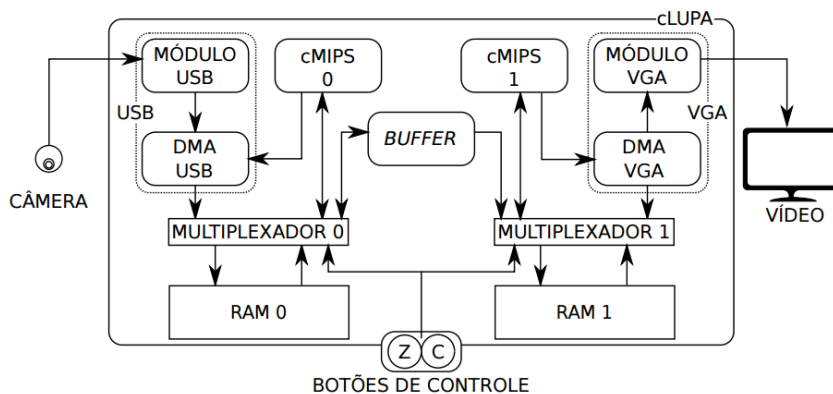 cLUPA
MÓDULO
USB
cMIPS
0
cMIPS
1
MÓDULO
VGA
USB
VGA
DMA
USB
BUFFER
DMA
VGA
CÂMERA
VÍDEO
MULTIPLEXADOR 0
MULTIPLEXADOR 1
RAM 0
RAM 1
Z
C
BOTÕES DE CONTROLE